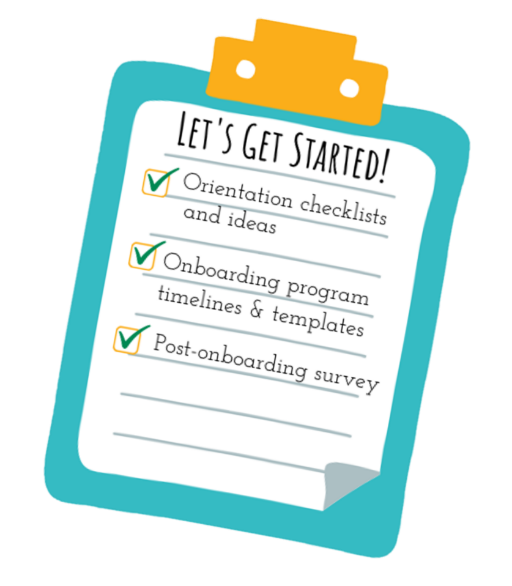 Let's Get Started!
Orientation checklists
and ideas
Onboarding program
timelines & templates
Post-onboarding survey